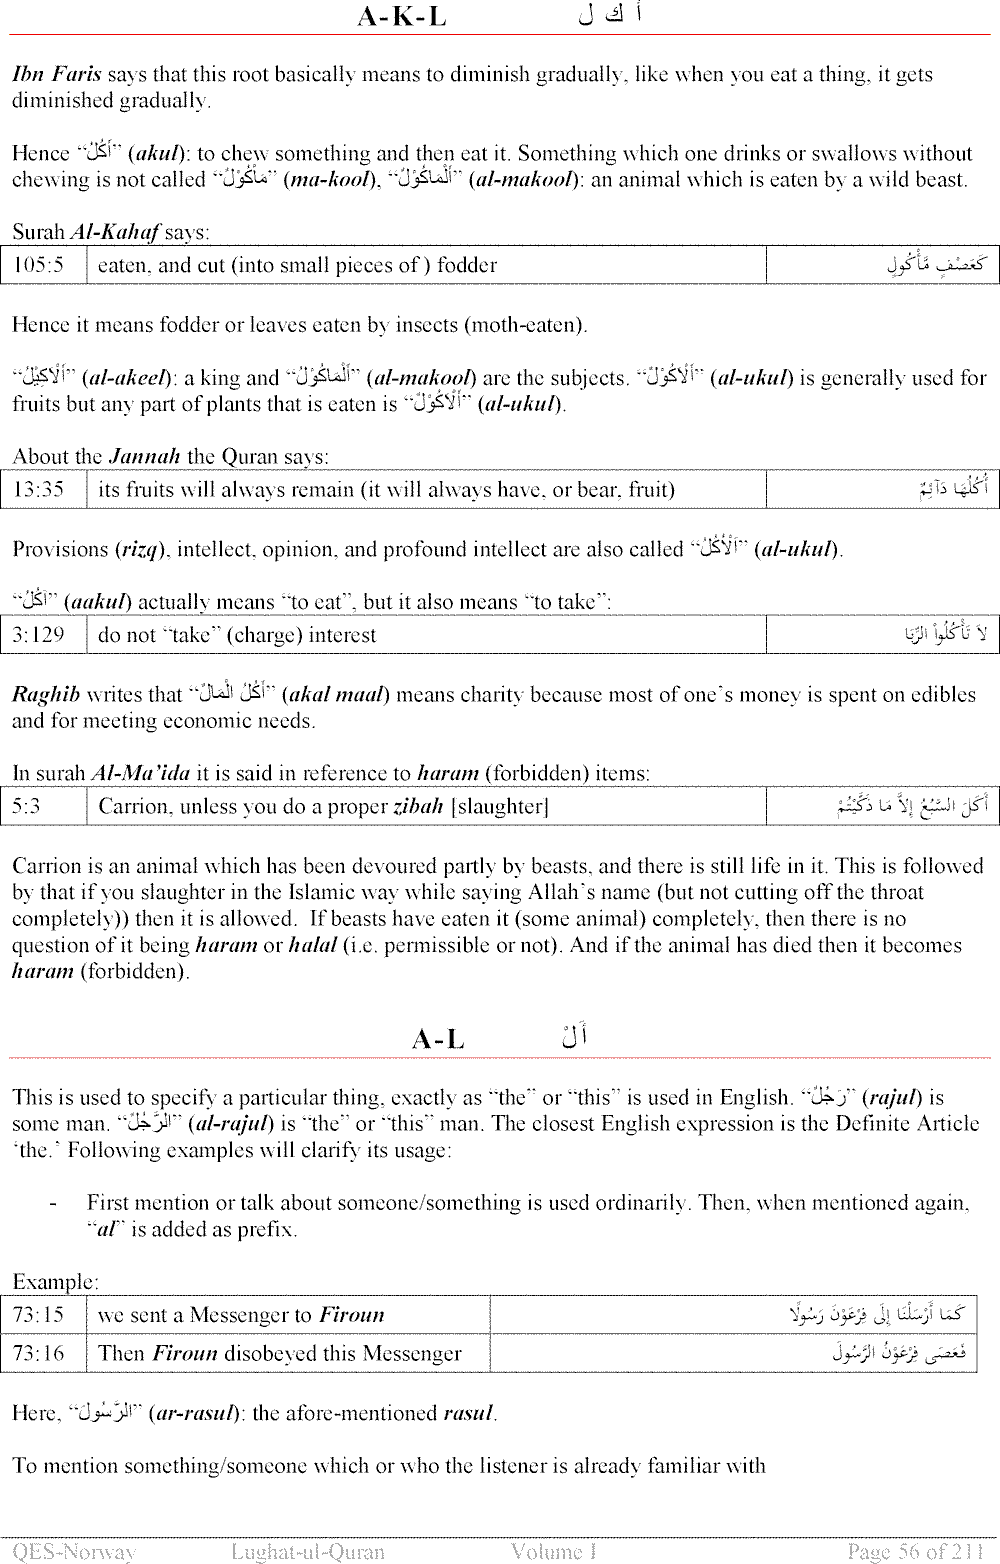 A-K-L أ ك ل
Ibn Faris says that this root basically means to diminish gradually, like when you eat a thing, it gets
diminished gradually.
Hence “أَكُلُ” (akul): to chew something and then eat it. Something which one drinks or swallows without
chewing is not called “مَاْكُوْلُ” (ma-kool), “اَلْمَاكُوْلُ” (al-makool): an animal which is eaten by a wild beast.
Surah Al-Kahaf says:
105:5 eaten, and cut (into small pieces of ) fodder كَعَصْفٍ مَّأْكُولٍ
Hence it means fodder or leaves eaten by insects (moth-eaten).
“اَلْاَكِيْلُ” (al-akeel): a king and “اَلْمَاكُوْلُ” (al-makool) are the subjects. “اَلْاَكُوْلُ” (al-ukul) is generally used for
fruits but any part of plants that is eaten is “اَلْاَكُوْلُ” (al-ukul).
About the Jannah the Quran says:
13:35 its fruits will always remain (it will always have, or bear, fruit) أُكُلُهَا دَآئِمٌ
Provisions (rizq), intellect, opinion, and profound intellect are also called “اَلْأُكُلُ” (al-ukul).
“اَكُلُ” (aakul) actually means “to eat”, but it also means “to take”:
3:129 do not “take” (charge) interest لاَ تَأْكُلُواْ الرِّبَا
Raghib writes that “أَكُلُ الْمَالُ” (akal maal) means charity because most of one’s money is spent on edibles
and for meeting economic needs.
In surah Al-Ma’ida it is said in reference to haram (forbidden) items:
5:3 Carrion, unless you do a proper zibah [slaughter] أَكَلَ السَّبُعُ إِلاَّ مَا ذَكَّيْتُمْ
Carrion is an animal which has been devoured partly by beasts, and there is still life in it. This is followed
by that if you slaughter in the Islamic way while saying Allah’s name (but not cutting off the throat
completely)) then it is allowed. If beasts have eaten it (some animal) completely, then there is no
question of it being haram or halal (i.e. permissible or not). And if the animal has died then it becomes
haram (forbidden).
A-L أَلْ
This is used to specify a particular thing, exactly as “the” or “this” is used in English. “رَجُلٌ” (rajul) is
some man. “الْرَّجُلُ” (al-rajul) is “the” or “this” man. The closest English expression is the Definite Article
‘the.’ Following examples will clarify its usage:
- First mention or talk about someone/something is used ordinarily. Then, when mentioned again,
“al” is added as prefix.
Example:
73:15 we sent a Messenger to Firoun كَمَا أَرْسَلْنَا إِلَى فِرْعَوْنَ رَسُولًا
73:16 Then Firoun disobeyed this Messenger فَعَصَى فِرْعَوْنُ الرَّسُولَ
Here, “الرَّسُولَ” (ar-rasul): the afore-mentioned rasul.
To mention something/someone which or who the listener is already familiar with
QES-Norway Lughat-ul-Quran Volume I Page 56 of 211